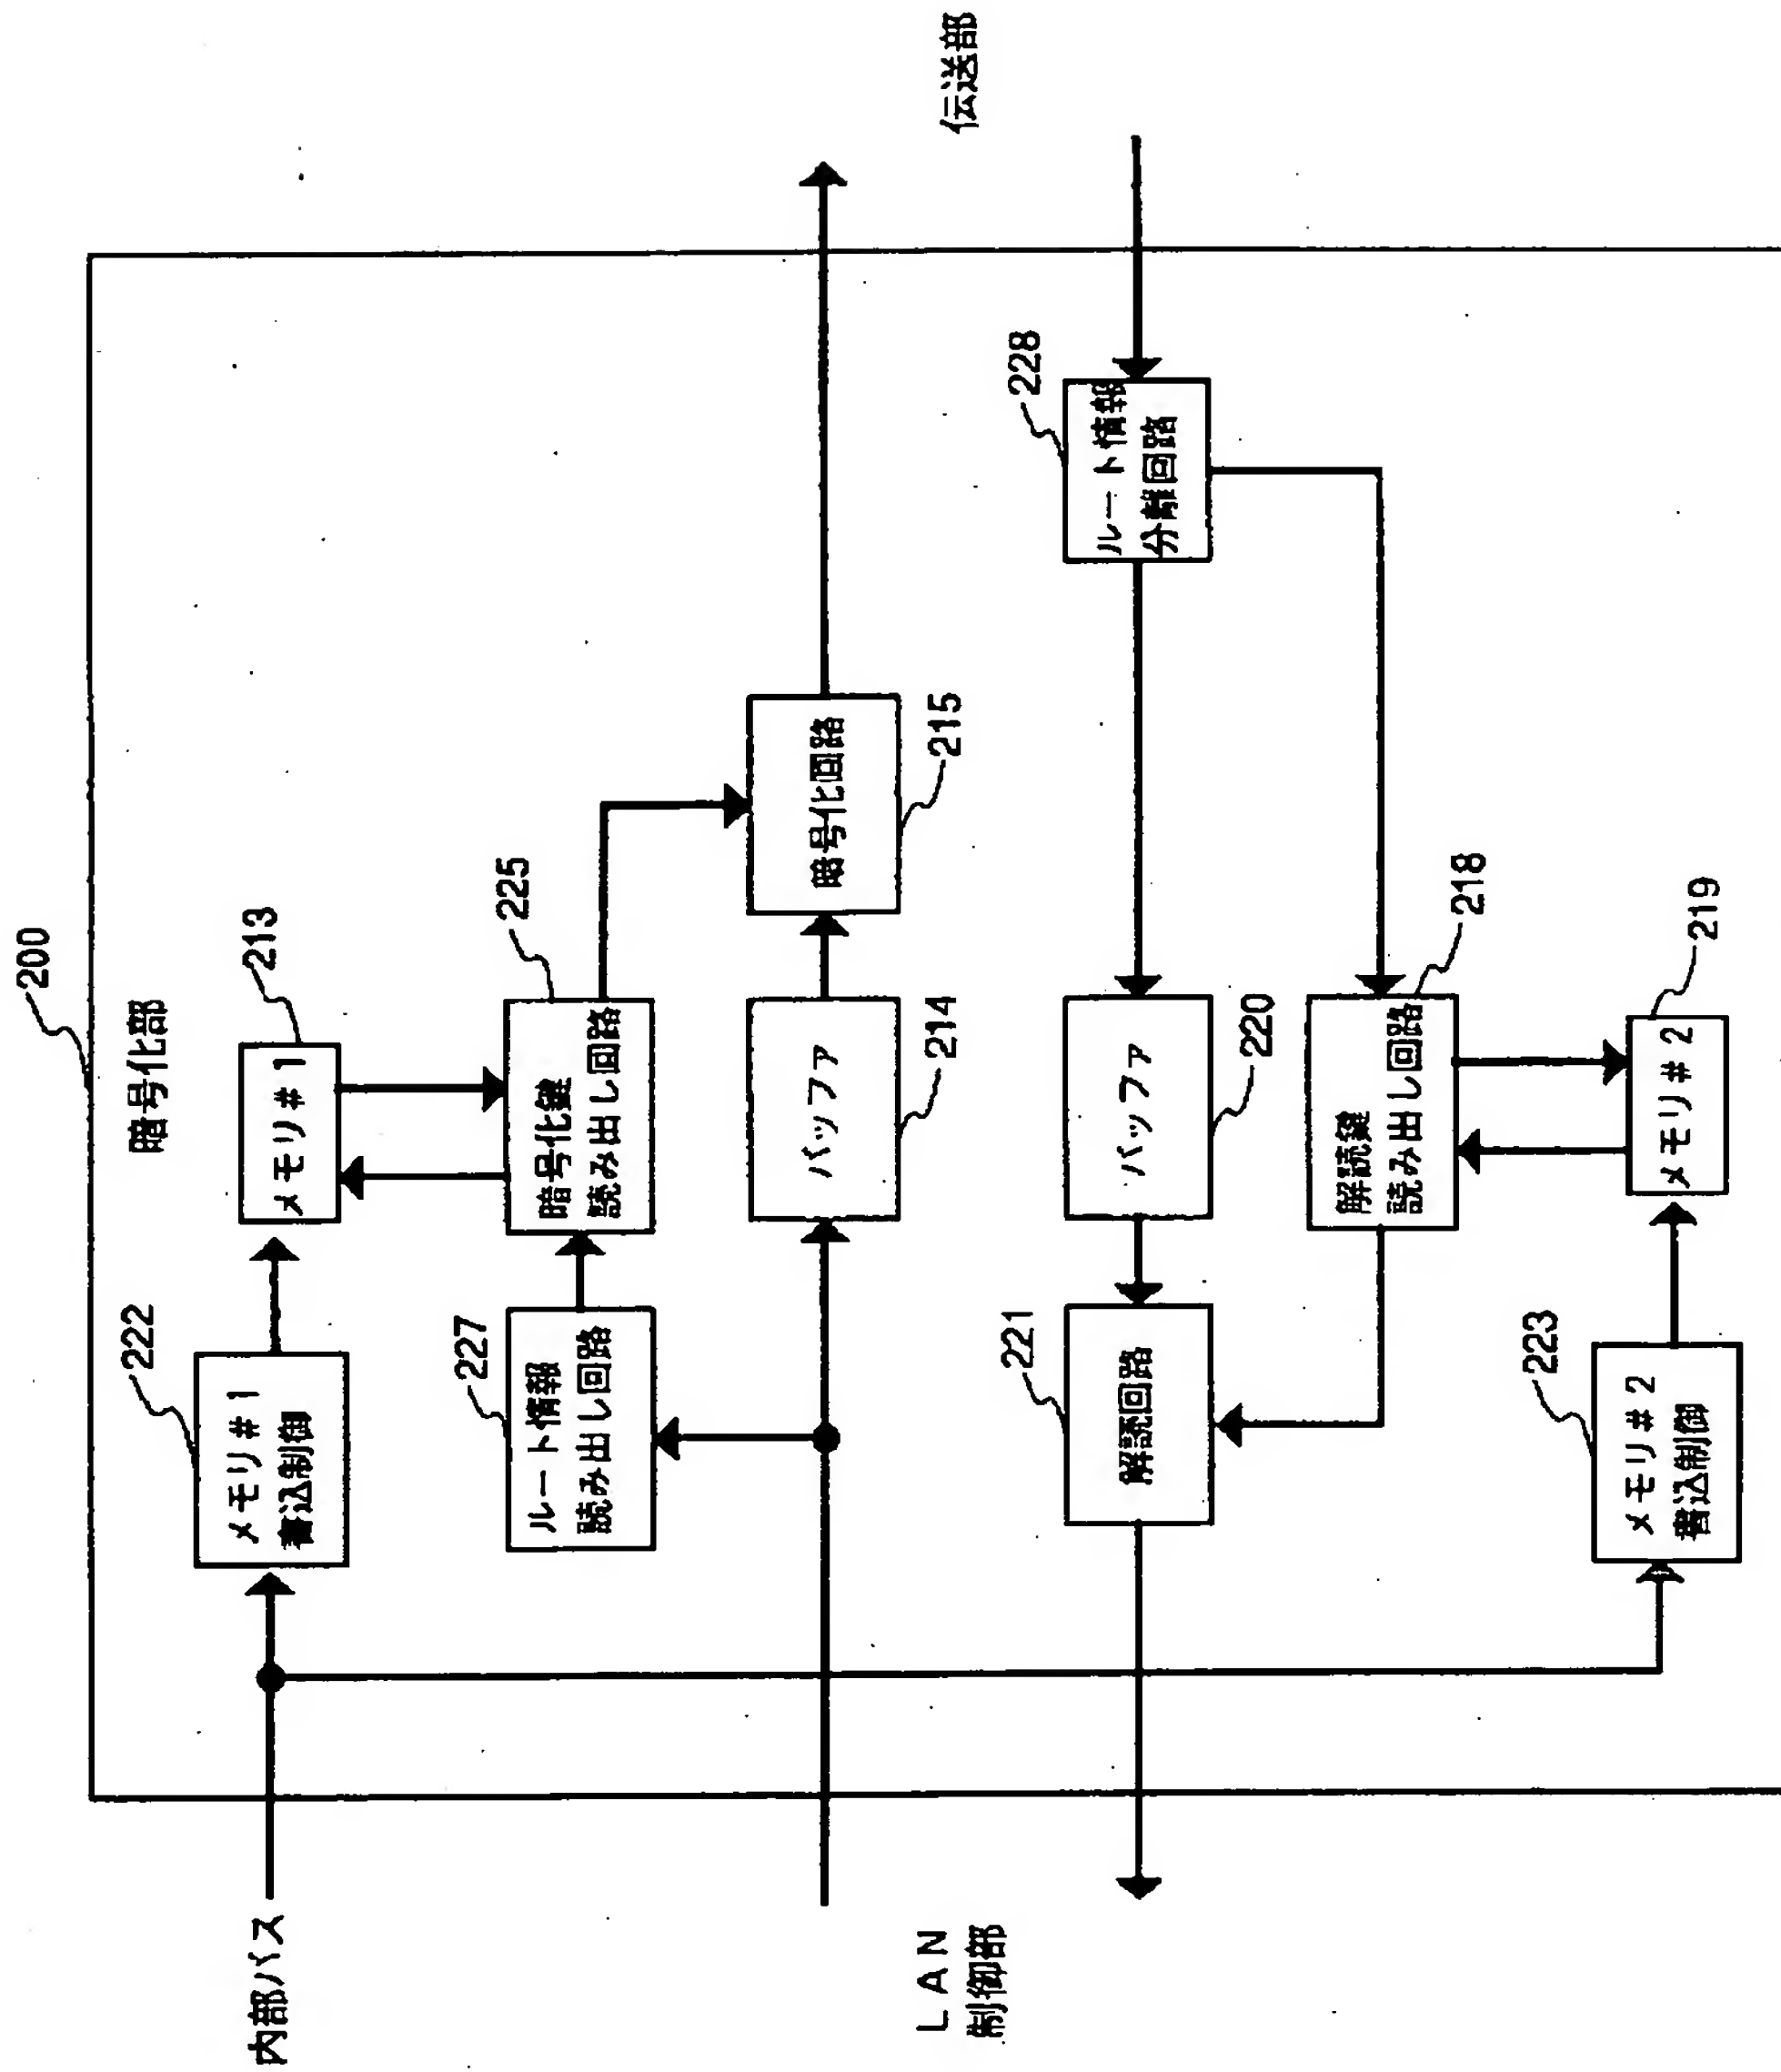 200
暗号化部
伝送部
内部バス
222
メモリ#1
書込制御
213
メモリ#1
227
ルート情報
読み出し回路
225
暗号化鍵
読み出し回路
バッファ
214
暗号化回路
215
LAN
制御部
221
解読回路
バッファ
220
228
ルート情報
分離回路
解読鍵
読み出し回路
218
223
メモリ#2
書込制御
メモリ#2
219